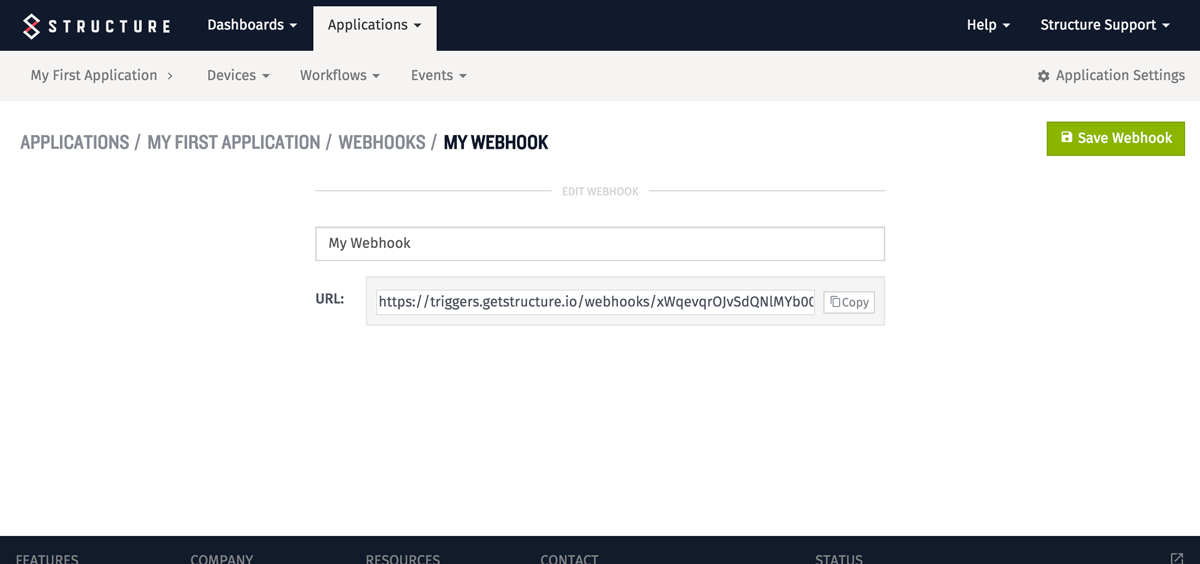 STRUCTURE Dashboards Applications Help Structure Support
My First Application > Devices Workflows Events Application Settings
APPLICATIONS / MY FIRST APPLICATION / WEBHOOKS / MY WEBHOOK Save Webhook
EDIT WEBHOOK
My Webhook
URL: https://triggers.getstructure.io/webhooks/xWqevqrOJvSdQNlMYb00 Copy
FEATURES COMPANY RESOURCES CONTACT STATUS